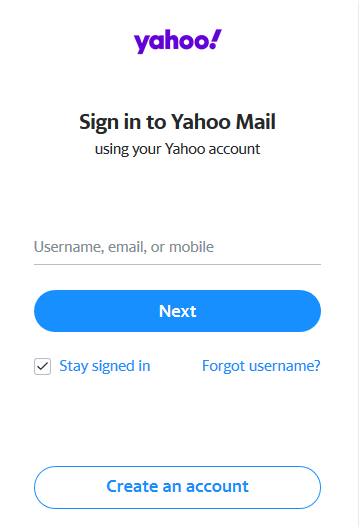 yahoo!
Sign in to Yahoo Mail
using your Yahoo account
Username, email, or mobile
Next
Stay signed in Forgot username?
Create an account